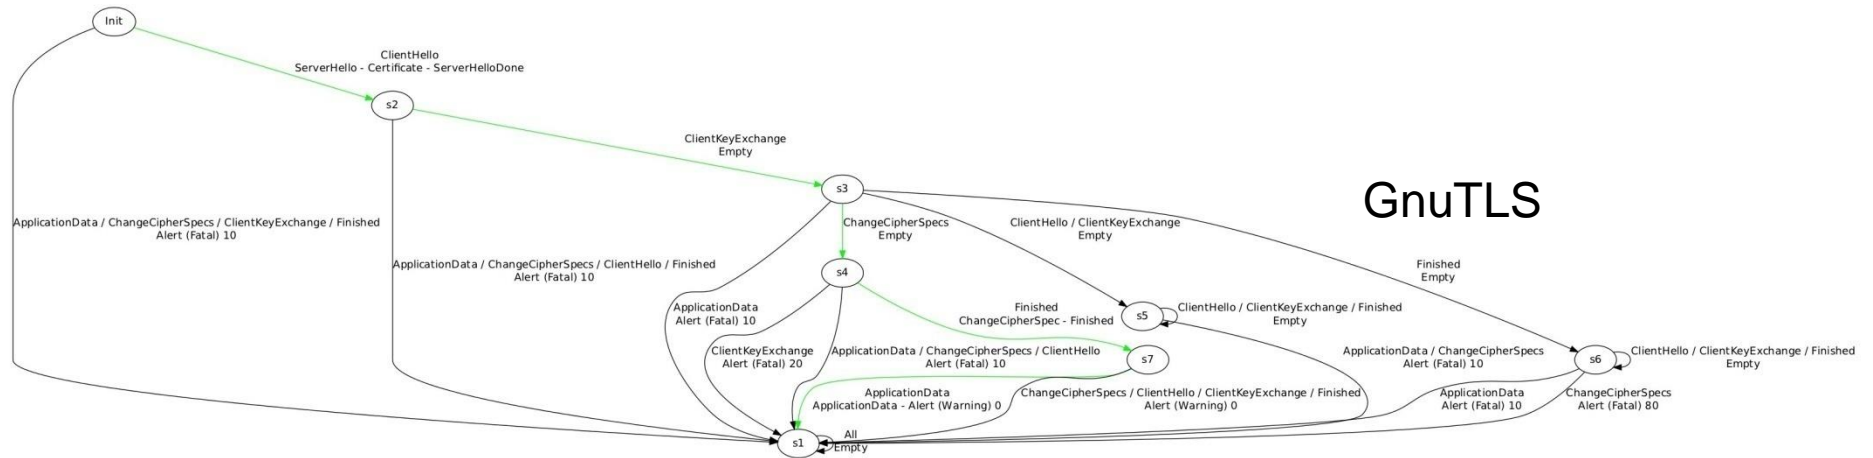 Init
ClientHello
ServerHello - Certificate - ServerHelloDone
s2
ClientKeyExchange
Empty
s3
GnuTLS
ApplicationData / ChangeCipherSpecs / ClientKeyExchange / Finished
Alert (Fatal) 10
ChangeCipherSpecs
Empty
ClientHello / ClientKeyExchange
Empty
ApplicationData / ChangeCipherSpecs / ClientHello / Finished
Alert (Fatal) 10
s4
Finished
Empty
ApplicationData
Alert (Fatal) 10
Finished
ChangeCipherSpec - Finished
s5
ClientHello / ClientKeyExchange / Finished
Empty
ClientKeyExchange
Alert (Fatal) 20
ApplicationData / ChangeCipherSpecs / ClientHello
Alert (Fatal) 10
s7
ApplicationData / ChangeCipherSpecs
Alert (Fatal) 10
s6
ClientHello / ClientKeyExchange / Finished
Empty
ApplicationData
ApplicationData - Alert (Warning) 0
ChangeCipherSpecs / ClientHello / ClientKeyExchange / Finished
Alert (Warning) 0
ApplicationData
Alert (Fatal) 10
ChangeCipherSpecs
Alert (Fatal) 80
s1
All
Empty